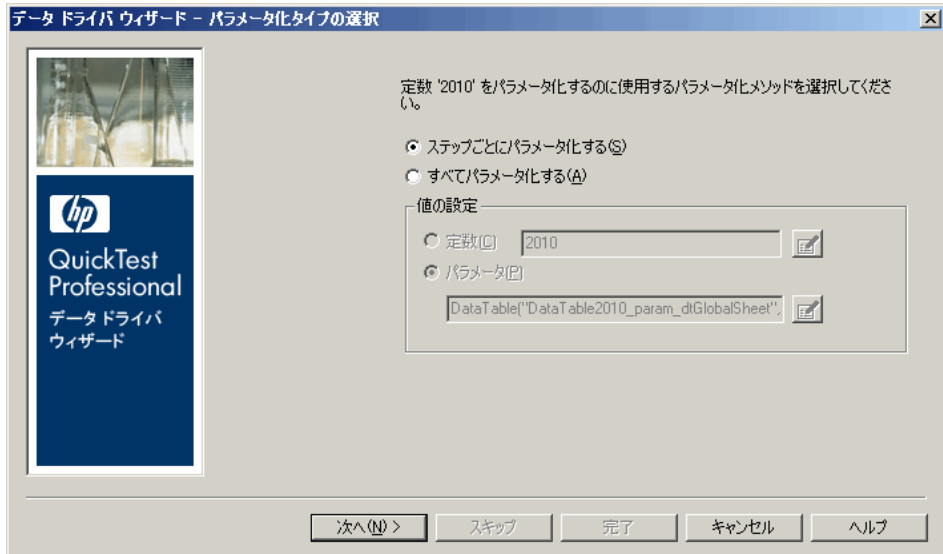 データ ドライバ ウィザード - パラメータ化タイプの選択
定数 '2010' をパラメータ化するのに使用するパラメータ化メソッドを選択してくださ
い。
ステップごとにパラメータ化する(S)
すべてパラメータ化する(A)
値の設定
定数(C)
2010
パラメータ(P)
DataTable("DataTable2010_param_dtGlobalSheet",
hp
QuickTest
Professional
データ ドライバ
ウィザード
次へ(N) >
スキップ
完了
キャンセル
ヘルプ